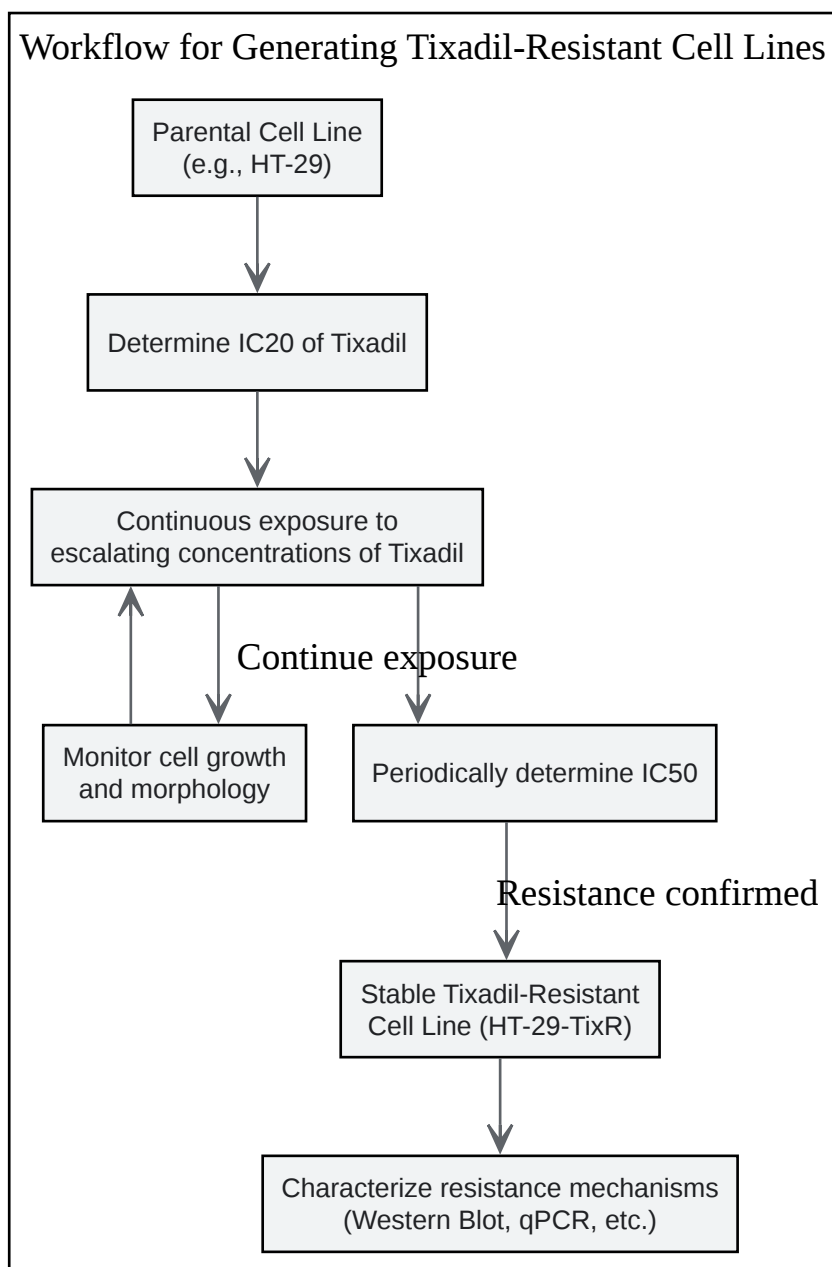 Workflow for Generating Tixadil-Resistant Cell Lines
Parental Cell Line
(e.g., HT-29)
Determine IC20 of Tixadil
Continuous exposure to
escalating concentrations of Tixadil
Continue exposure
Monitor cell growth
and morphology
Periodically determine IC50
Resistance confirmed
Stable Tixadil-Resistant
Cell Line (HT-29-TixR)
Characterize resistance mechanisms
(Western Blot, qPCR, etc.)